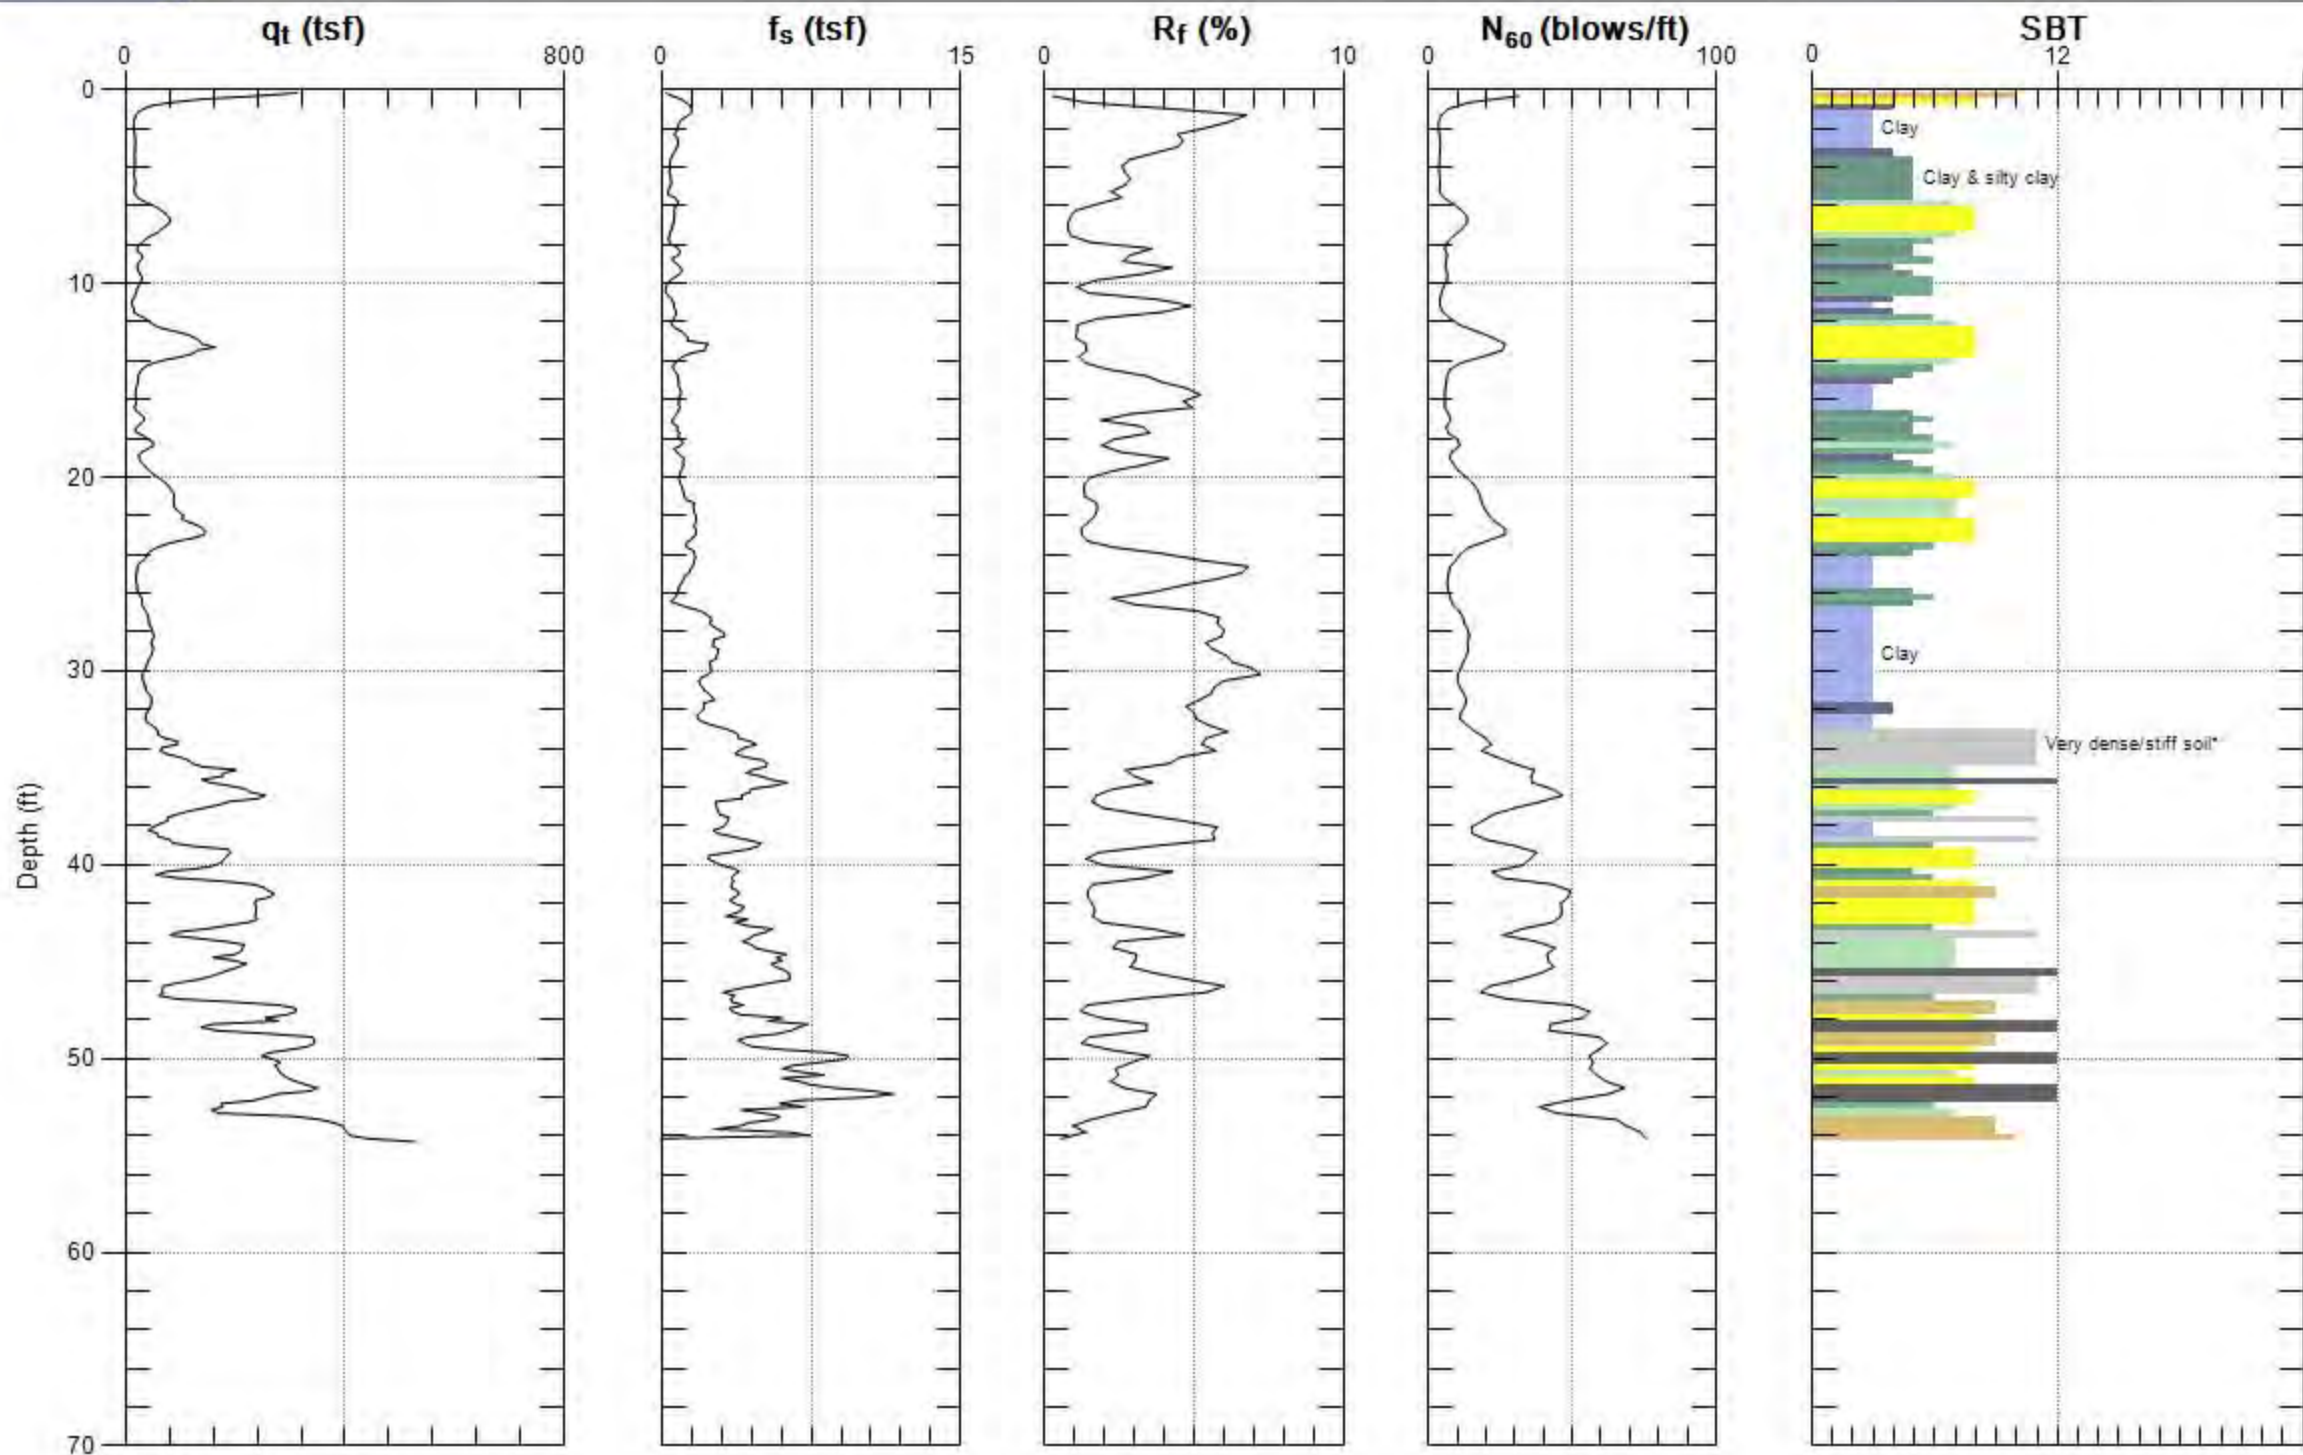 qt (tsf) fs (tsf) Rf (%) N60 (blows/ft) SBT
0 800 0 15 0 10 0 100 0 12
0
Clay
Clay & silty clay
10
20
30
Clay
Very dense/stiff soil*
Depth (ft)
40
50
60
70